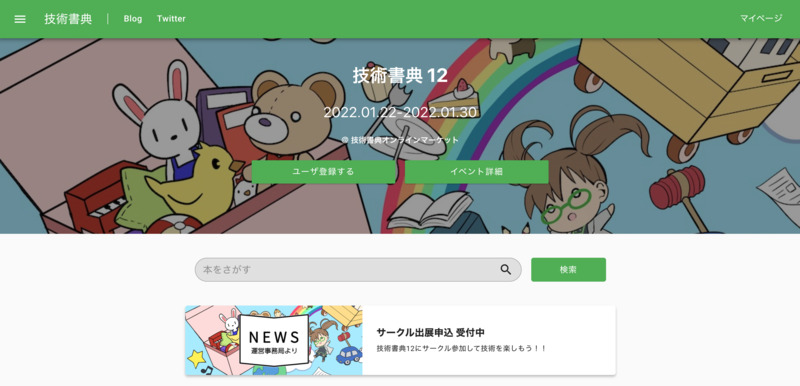 技術書典
Blog
Twitter
マイページ
技術書典 12
2022.01.22-2022.01.30
@ 技術書典オンラインマーケット
ユーザ登録する
イベント詳細
本をさがす
検索
NEWS
運営事務局より
サークル出展申込 受付中
技術書典12にサークル参加して技術を楽しもう！！